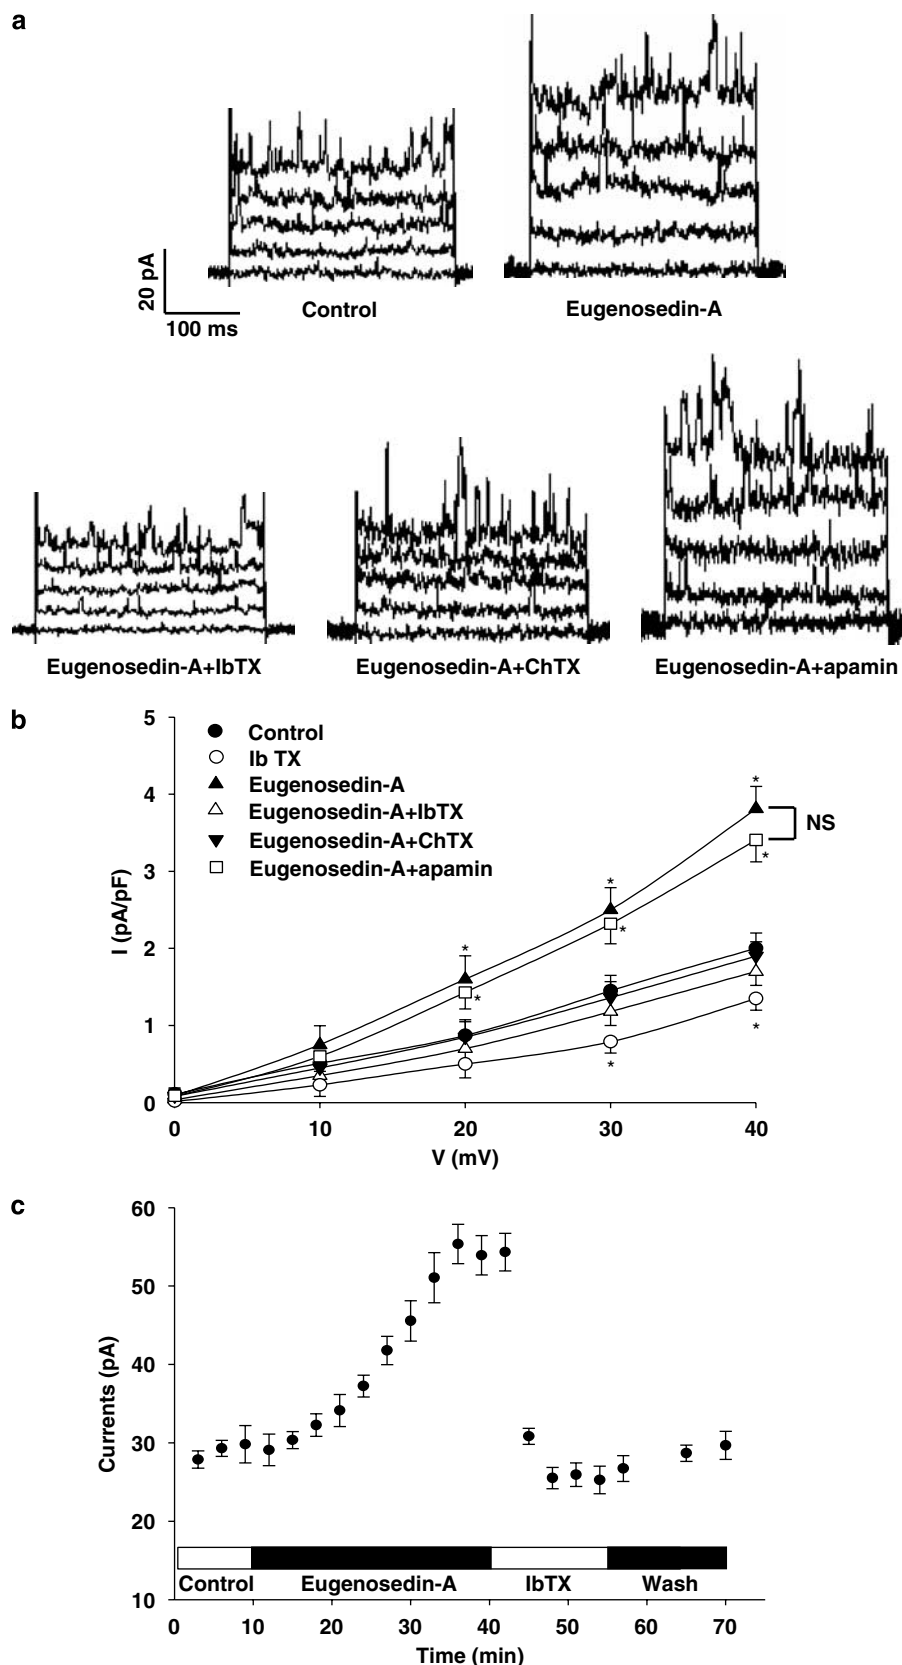 a
20 pA
100 ms
Control
Eugenosedin-A
Eugenosedin-A+IbTX
Eugenosedin-A+ChTX
Eugenosedin-A+apamin
b
5
4
3
2
1
0
I (pA/pF)
Control
Ib TX
Eugenosedin-A
Eugenosedin-A+IbTX
Eugenosedin-A+ChTX
Eugenosedin-A+apamin
*
*
*
*
*
*
*
*
NS
0
10
20
30
40
V (mV)
c
60
50
40
30
20
10
Currents (pA)
Control
Eugenosedin-A
IbTX
Wash
0
10
20
30
40
50
60
70
Time (min)